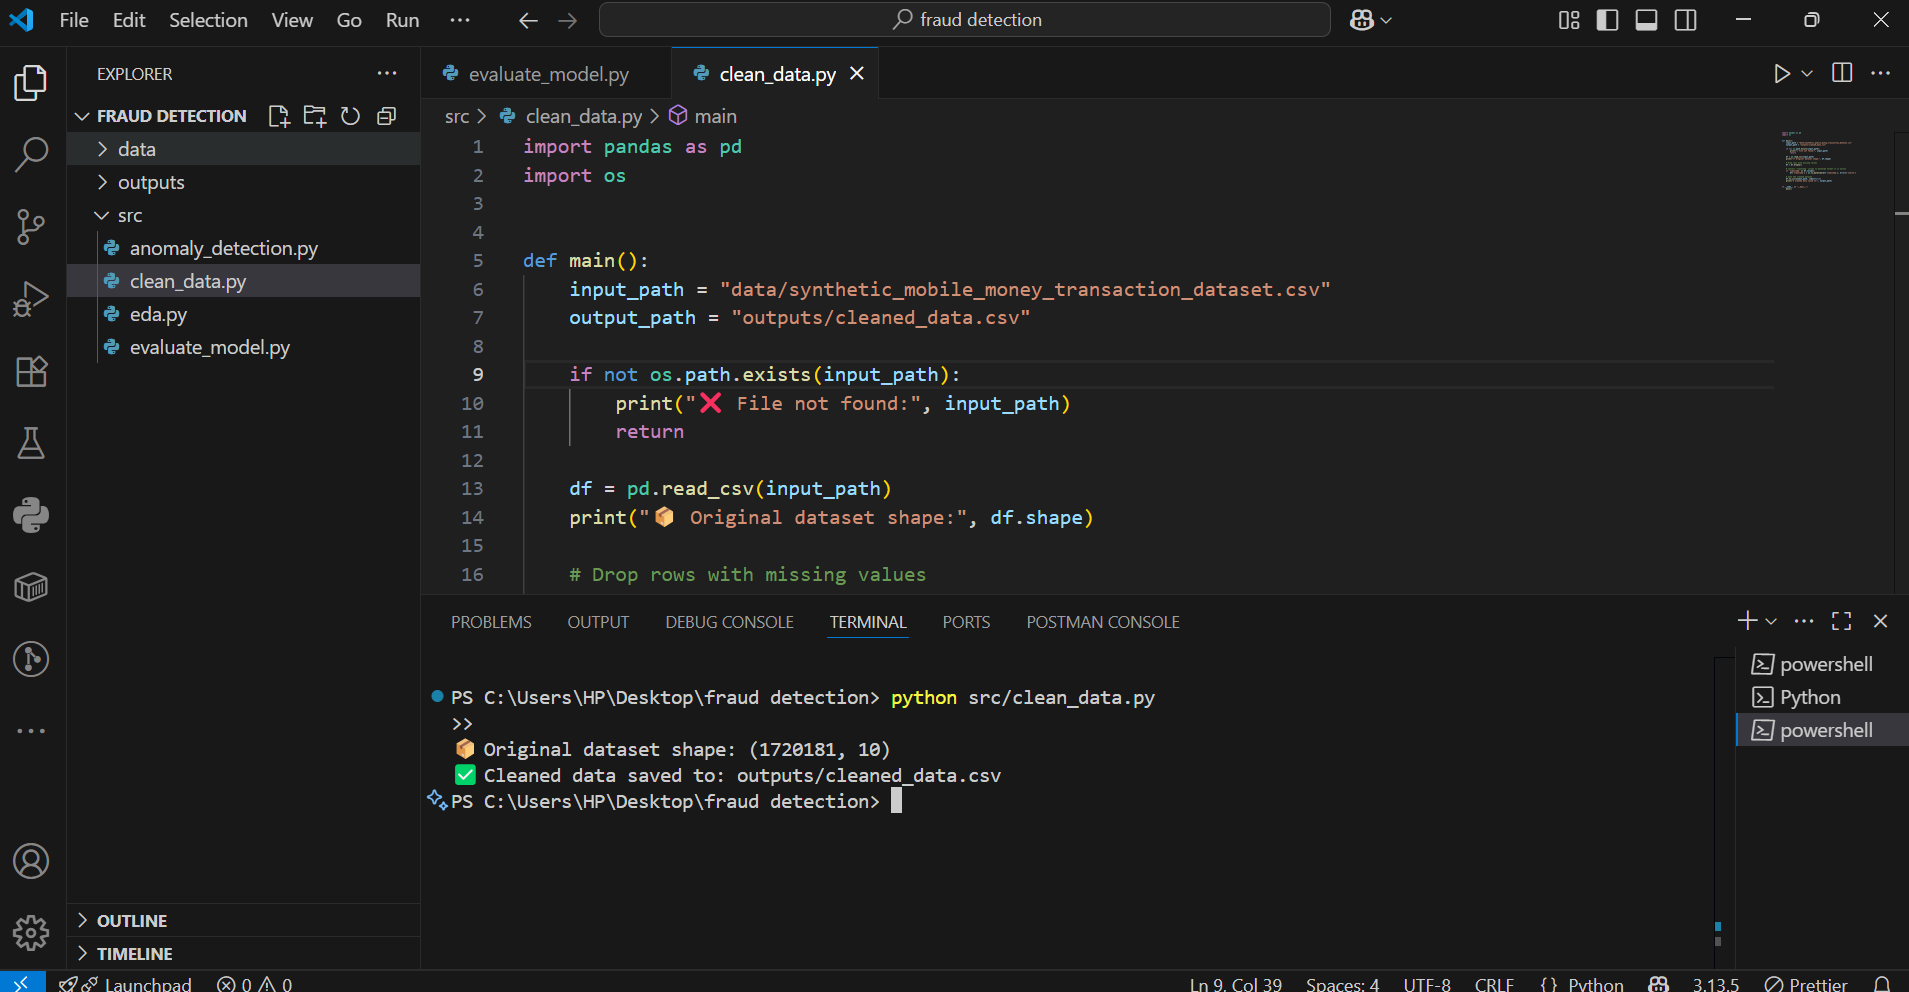 File Edit Selection View Go Run ···
fraud detection
EXPLORER
FRAUD DETECTION
data
outputs
src
anomaly_detection.py
clean_data.py
eda.py
evaluate_model.py
OUTLINE
TIMELINE
evaluate_model.py
clean_data.py
src > clean_data.py > main
1 import pandas as pd
2 import os
3
4
5 def main():
6 input_path = "data/synthetic_mobile_money_transaction_dataset.csv"
7 output_path = "outputs/cleaned_data.csv"
8
9 if not os.path.exists(input_path):
10 print("❌ File not found:", input_path)
11 return
12
13 df = pd.read_csv(input_path)
14 print("📦 Original dataset shape:", df.shape)
15
16 # Drop rows with missing values
PROBLEMS OUTPUT DEBUG CONSOLE TERMINAL PORTS POSTMAN CONSOLE
PS C:\Users\HP\Desktop\fraud detection> python src/clean_data.py
>>
📦 Original dataset shape: (1720181, 10)
✅ Cleaned data saved to: outputs/cleaned_data.csv
PS C:\Users\HP\Desktop\fraud detection>
powershell
Python
powershell
Launchpad 0 0 Ln 9, Col 39 Spaces: 4 UTF-8 CRLF {} Python 3.13.5 Prettier